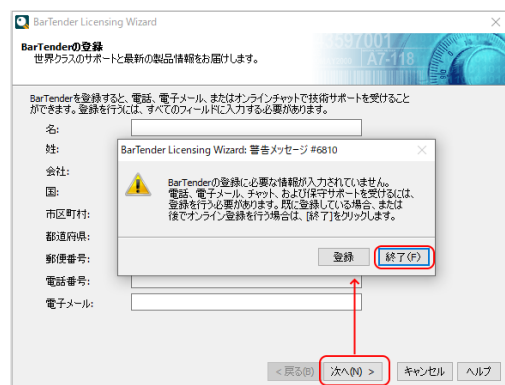 BarTender Licensing Wizard
BarTenderの登録
世界クラスのサポートと最新の製品情報をお届けします。
3597001
A7-118
BarTenderを登録すると、電話、電子メール、またはオンラインチャットで技術サポートを受けること
ができます。登録を行うには、すべてのフィールドに入力する必要があります。
名:
姓:
会社:
国:
市区町村:
都道府県:
郵便番号:
電話番号:
電子メール:
BarTender Licensing Wizard: 警告メッセージ #6810
BarTenderの登録に必要な情報が入力されていません。
電話、電子メール、チャット、および保守サポートを受けるには、
登録を行う必要があります。既に登録している場合、または
後でオンライン登録を行う場合は、[終了]をクリックします。
登録
終了(F)
< 戻る(B)
次へ(N) >
キャンセル
ヘルプ